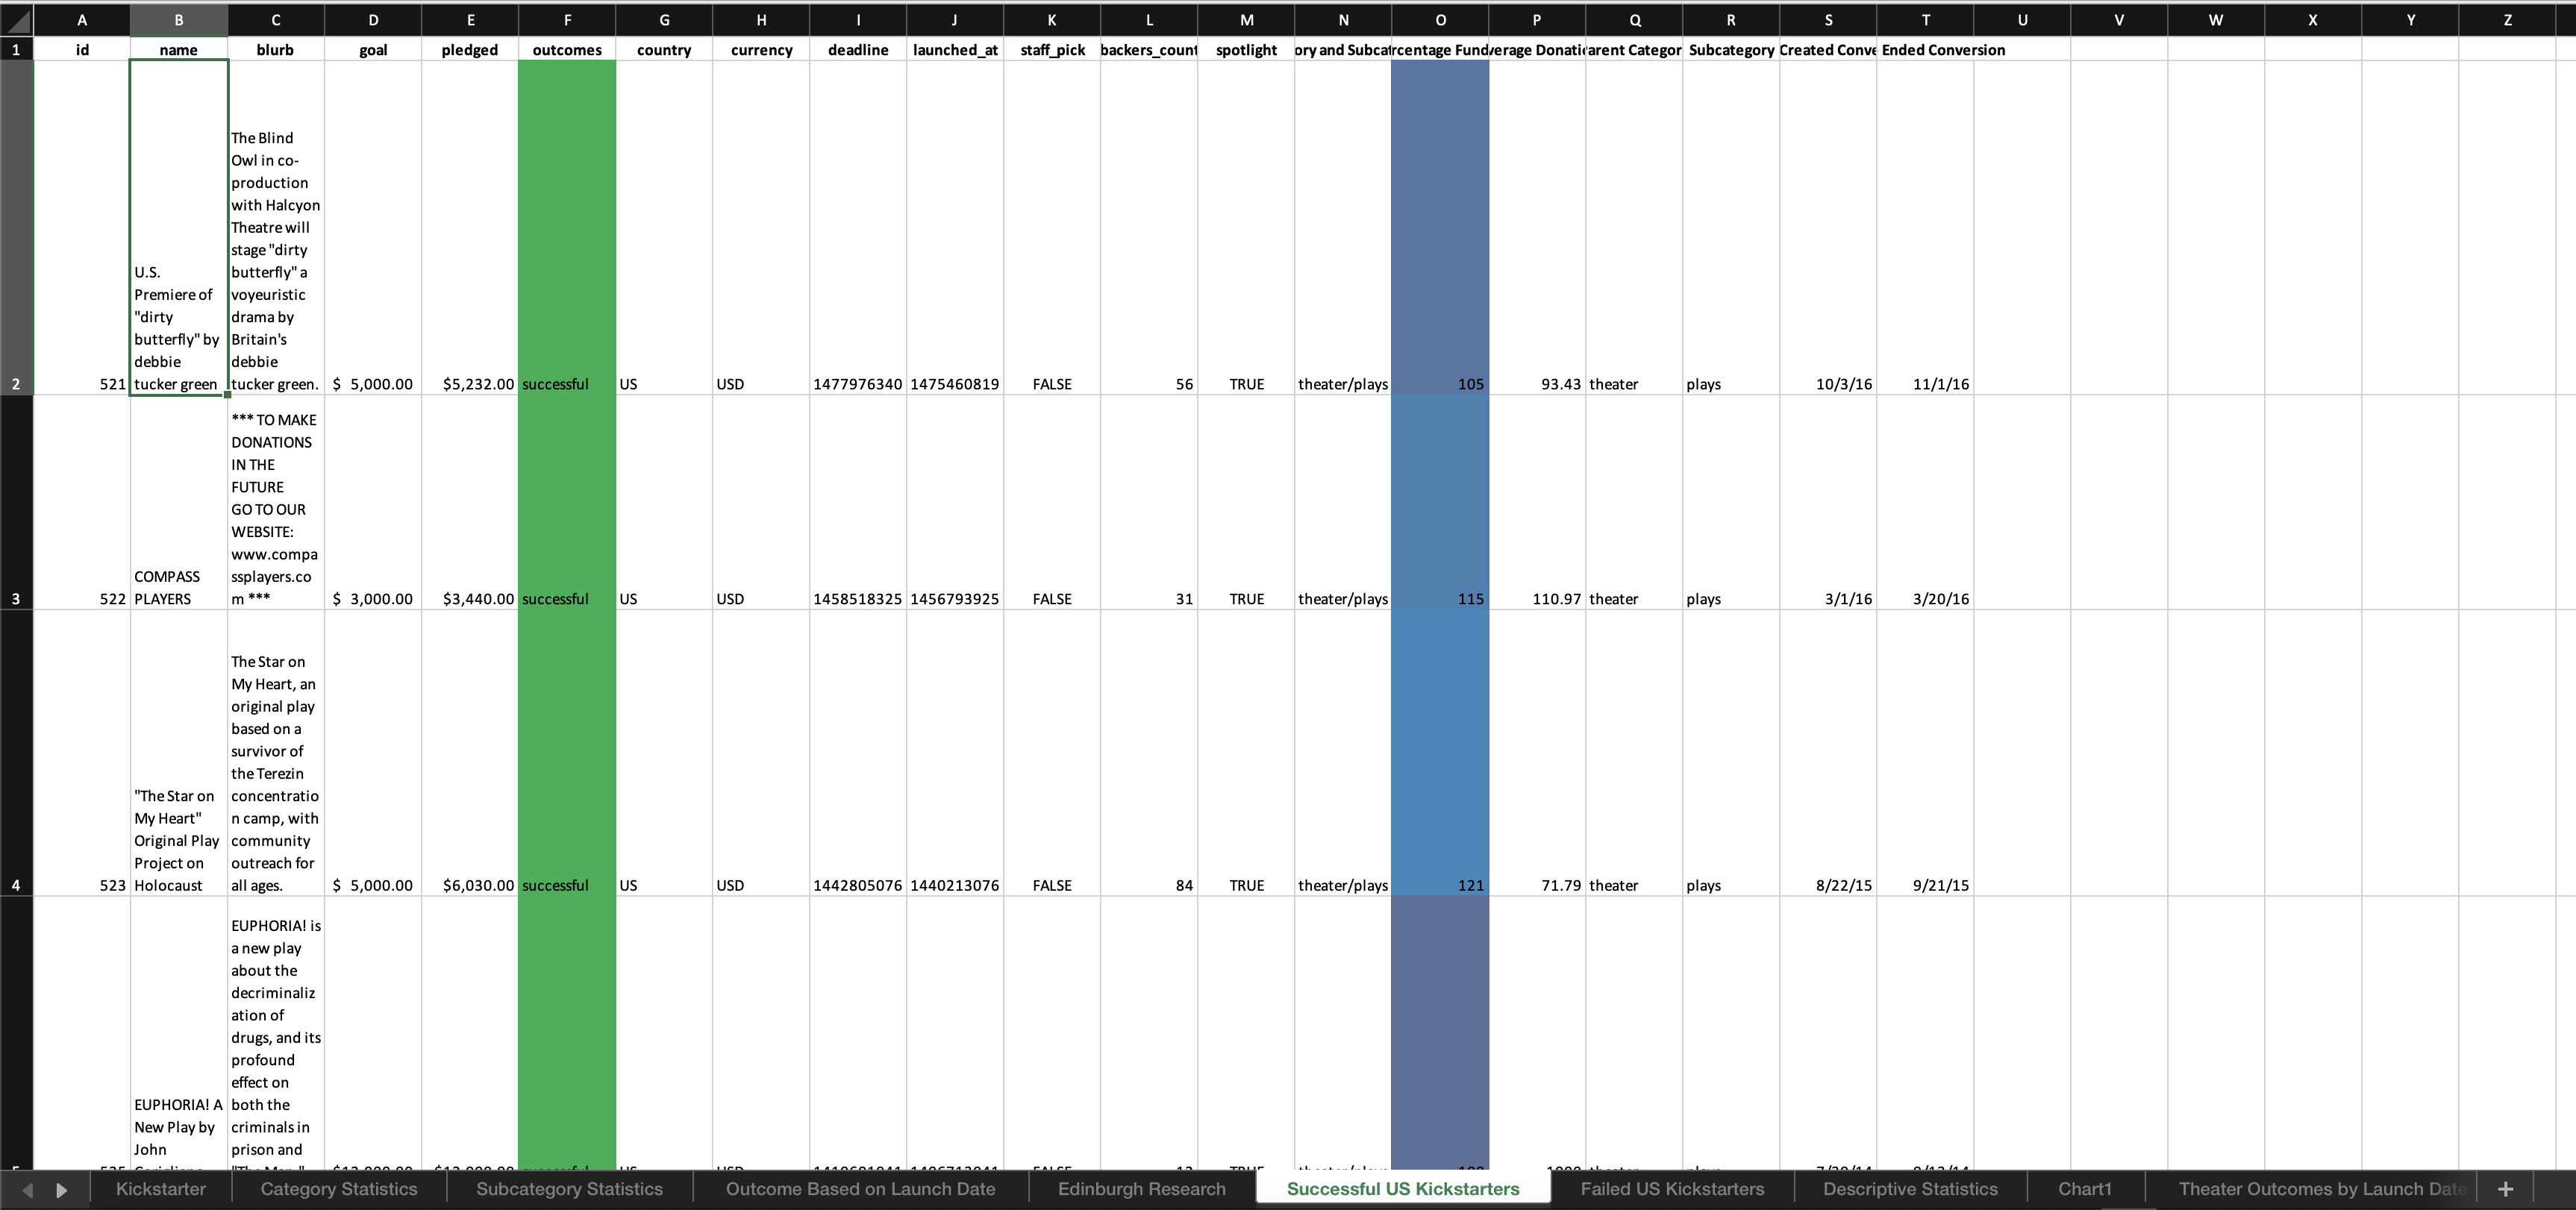 A B C D E F G H I J K L M N O P Q R S T U V W X Y Z
1 id name blurb goal pledged outcomes country currency deadline launched_at staff_pick backers_count spotlight ory and Subcat rcentage Fund verage Donati arent Categor Subcategory Created Conve Ended Conversion
The Blind
Owl in co-
production
with Halcyon
Theatre will
stage "dirty
U.S. butterfly" a
Premiere of voyeuristic
"dirty drama by
butterfly" by Britain's
debbie debbie
2 521 tucker green tucker green. $ 5,000.00 $5,232.00 successful US USD 1477976340 1475460819 FALSE 56 TRUE theater/plays 105 93.43 theater plays 10/3/16 11/1/16
*** TO MAKE
DONATIONS
IN THE
FUTURE
GO TO OUR
WEBSITE:
www.compa
COMPASS ssplayers.co
3 522 PLAYERS m *** $ 3,000.00 $3,440.00 successful US USD 1458518325 1456793925 FALSE 31 TRUE theater/plays 115 110.97 theater plays 3/1/16 3/20/16
The Star on
My Heart, an
original play
based on a
survivor of
the Terezin
"The Star on concentratio
My Heart" n camp, with
Original Play community
Project on outreach for
4 523 Holocaust all ages. $ 5,000.00 $6,030.00 successful US USD 1442805076 1440213076 FALSE 84 TRUE theater/plays 121 71.79 theater plays 8/22/15 9/21/15
EUPHORIA! is
a new play
about the
decriminaliz
ation of
drugs, and its
profound
effect on
EUPHORIA! A both the
New Play by criminals in
John prison and
Kickstarter Category Statistics Subcategory Statistics Outcome Based on Launch Date Edinburgh Research Successful US Kickstarters Failed US Kickstarters Descriptive Statistics Chart1 Theater Outcomes by Launch Date +